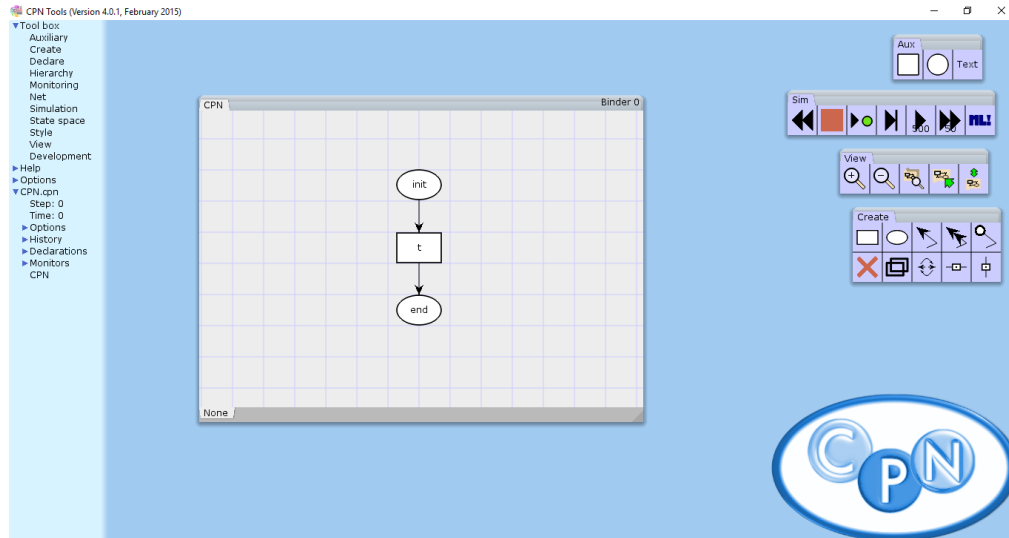 CPN Tools (Version 4.0.1, February 2015)
Tool box
Auxiliary
Create
Declare
Hierarchy
Monitoring
Net
Simulation
State space
Style
View
Development
Help
Options
CPN.cpn
Step: 0
Time: 0
Options
History
Declarations
Monitors
CPN
CPN
Binder 0
init
t
end
None
Aux
Text
Sim
500
50
ML!
View
Create
CPN